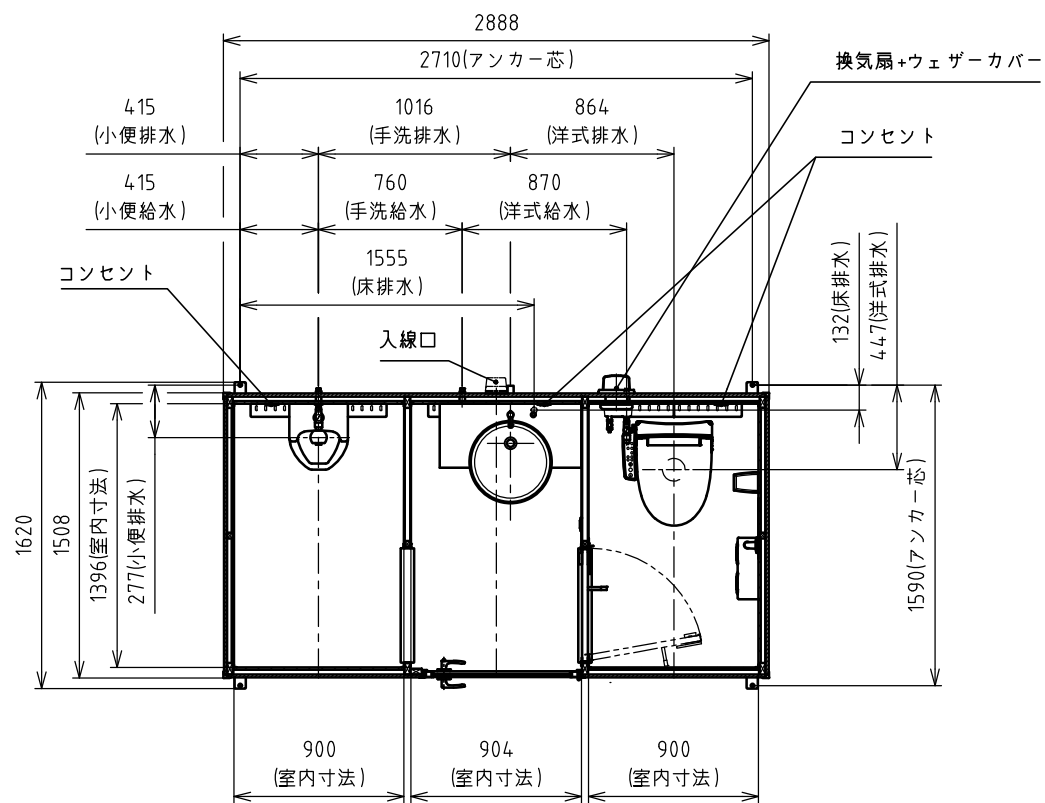 2888
2710(アンカー芯)
換気扇+ウェザーカバー
415
(小便排水)
1016
(手洗排水)
864
(洋式排水)
コンセント
415
(小便給水)
760
(手洗給水)
870
(洋式給水)
1555
(床排水)
コンセント
入線口
132(床排水)
447(洋式排水)
1620
1508
1396(室内寸法)
277(小便排水)
1590(アンカー芯)
900
(室内寸法)
904
(室内寸法)
900
(室内寸法)